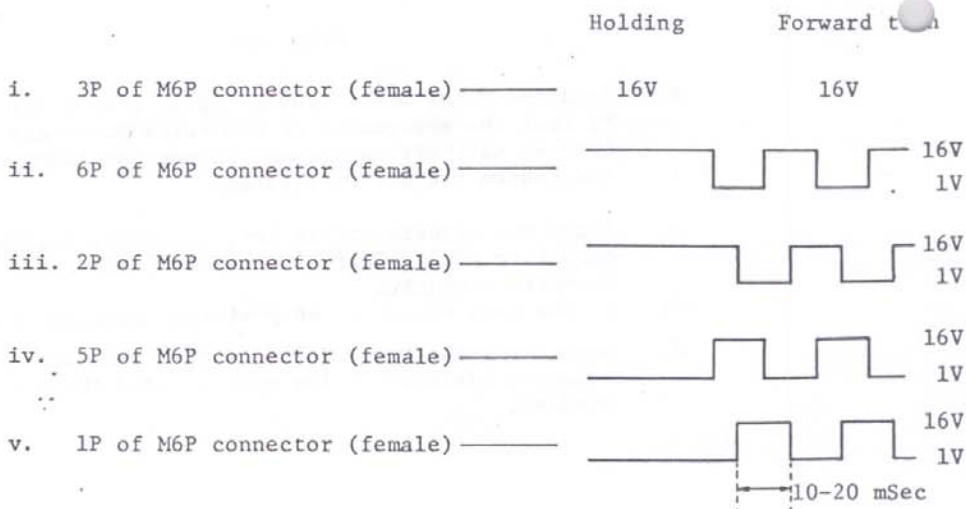 Holding Forward
i. 3P of M6P connector (female) 16V 16V
16V
ii. 6P of M6P connector (female)
1V
16V
iii. 2P of M6P connector (female)
1V
16V
iv. 5P of M6P connector (female)
1V
16V
v. 1P of M6P connector (female)
1V
10-20 mSec